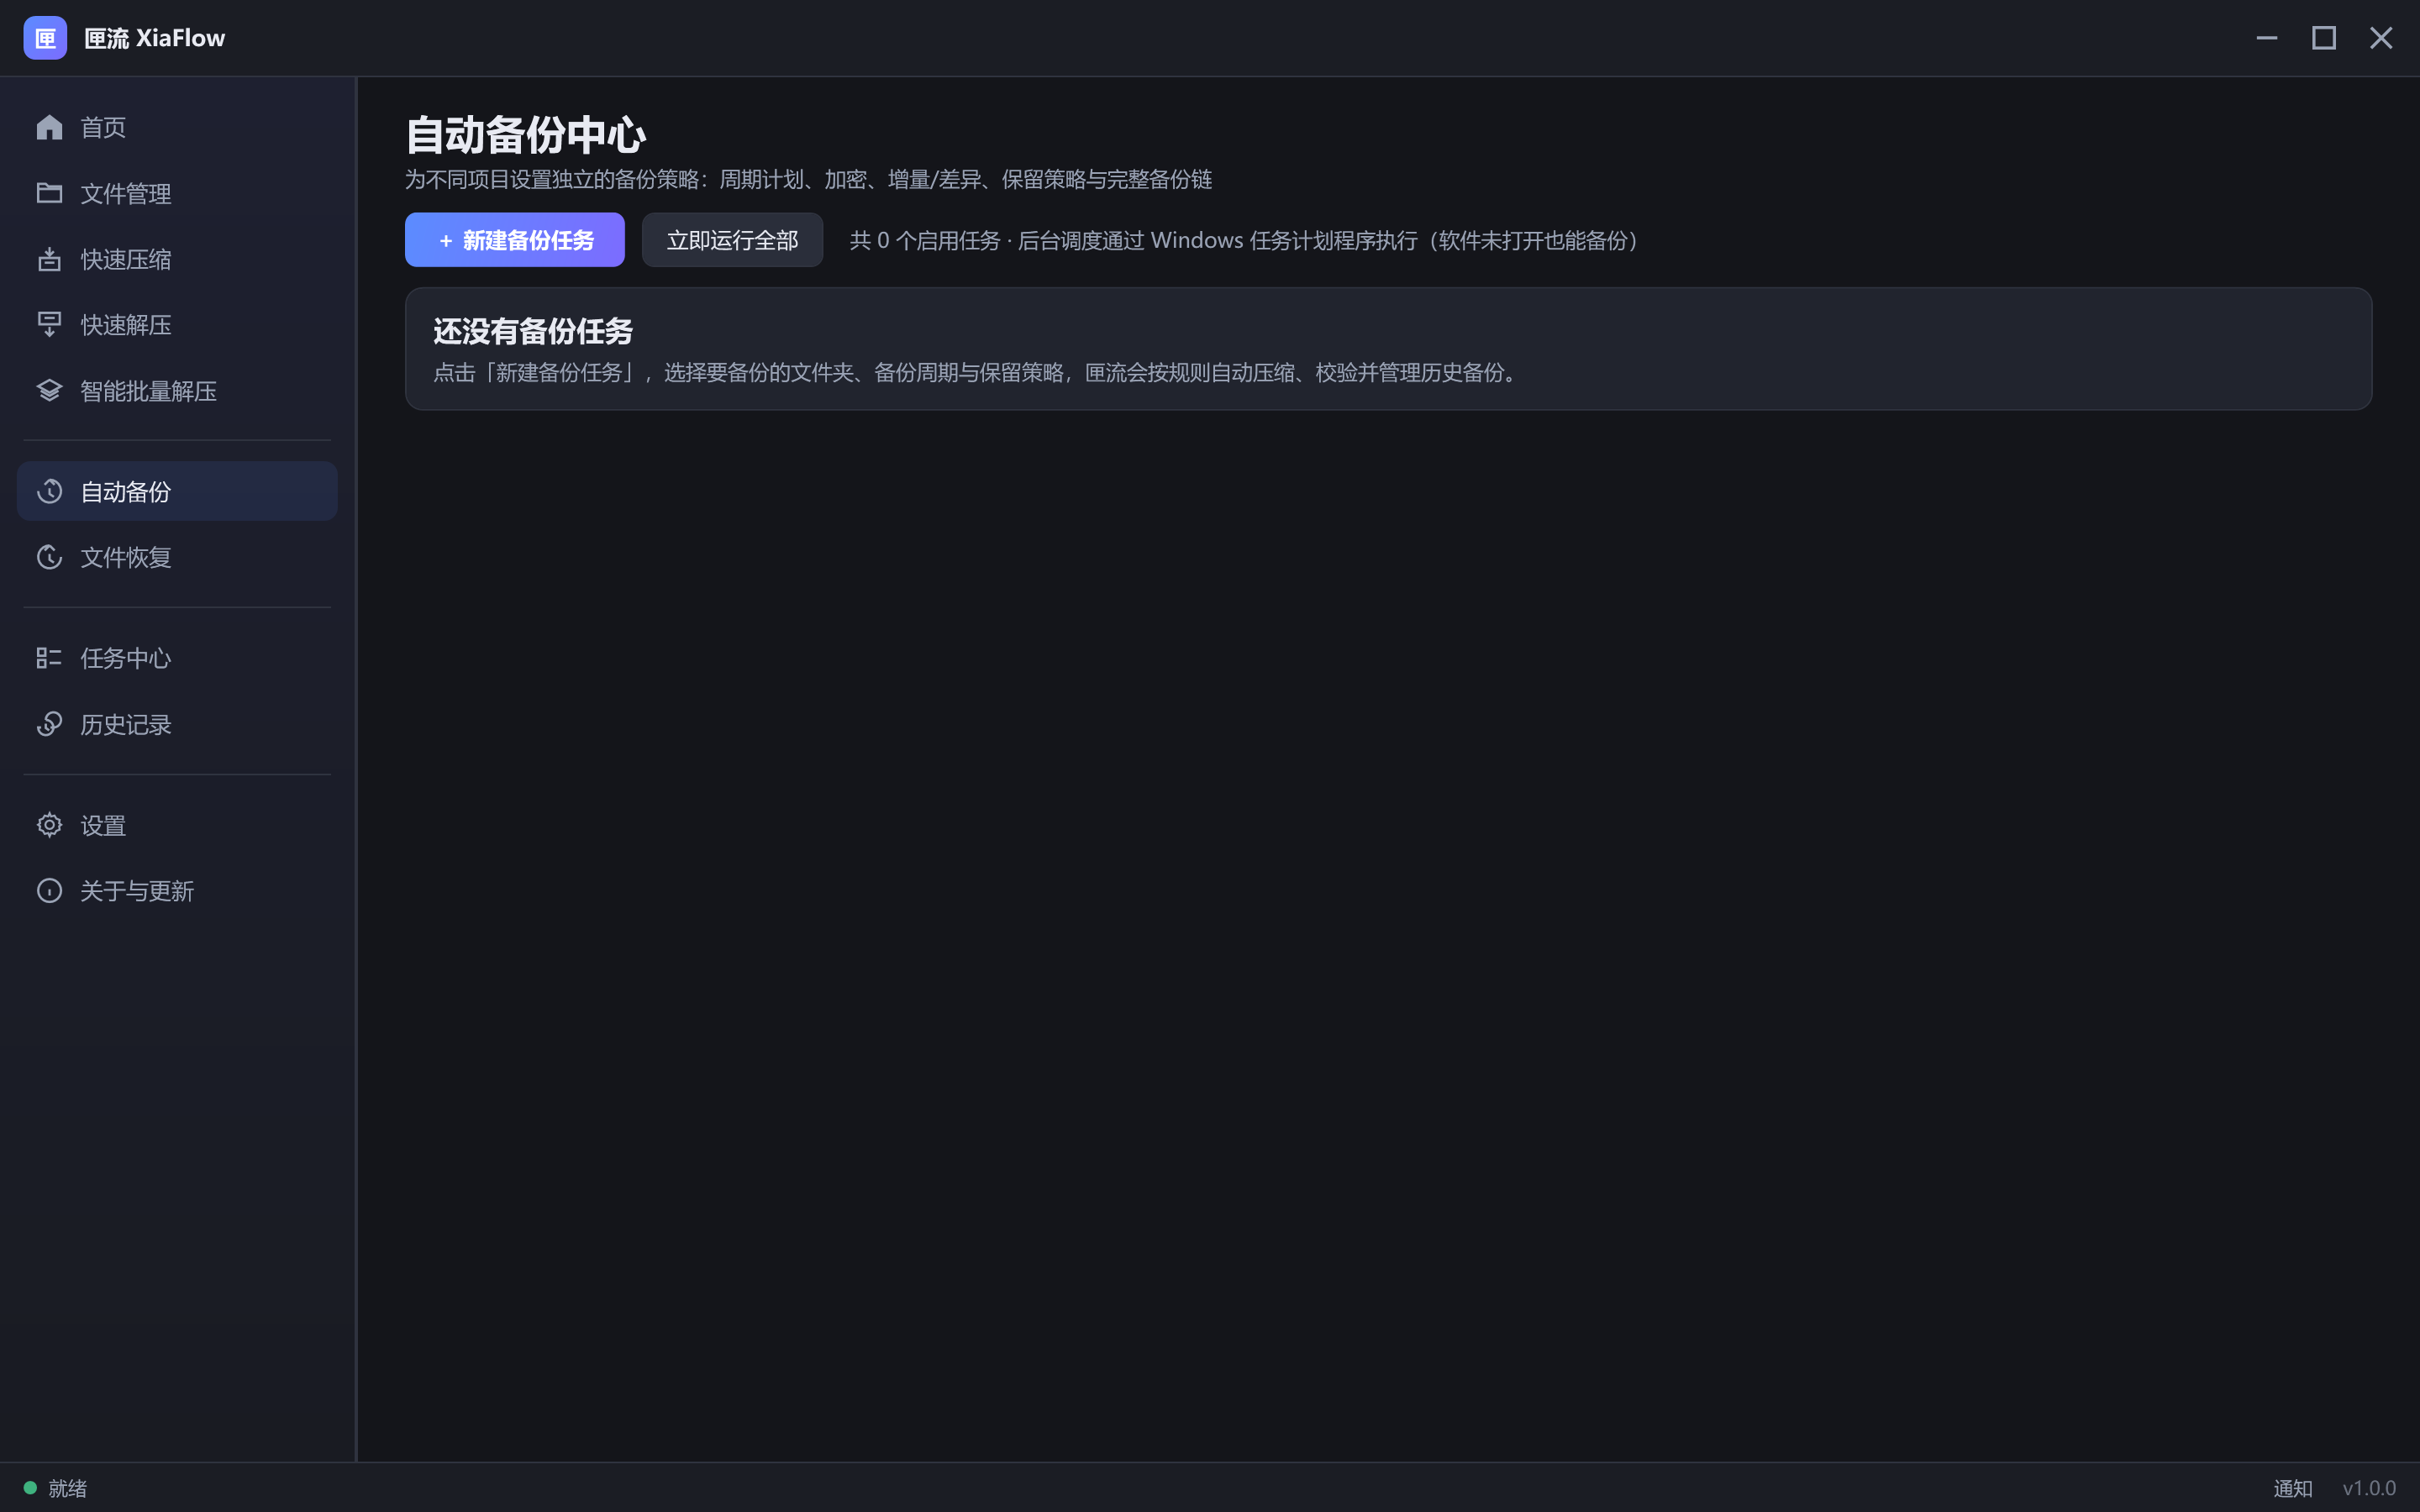 匣 匣流 XiaFlow
首页
文件管理
快速压缩
快速解压
智能批量解压
自动备份
文件恢复
任务中心
历史记录
设置
关于与更新
自动备份中心
为不同项目设置独立的备份策略：周期计划、加密、增量/差异、保留策略与完整备份链
+ 新建备份任务 立即运行全部 共 0 个启用任务 · 后台调度通过 Windows 任务计划程序执行（软件未打开也能备份）
还没有备份任务
点击「新建备份任务」，选择要备份的文件夹、备份周期与保留策略，匣流会按规则自动压缩、校验并管理历史备份。
就绪 通知 v1.0.0